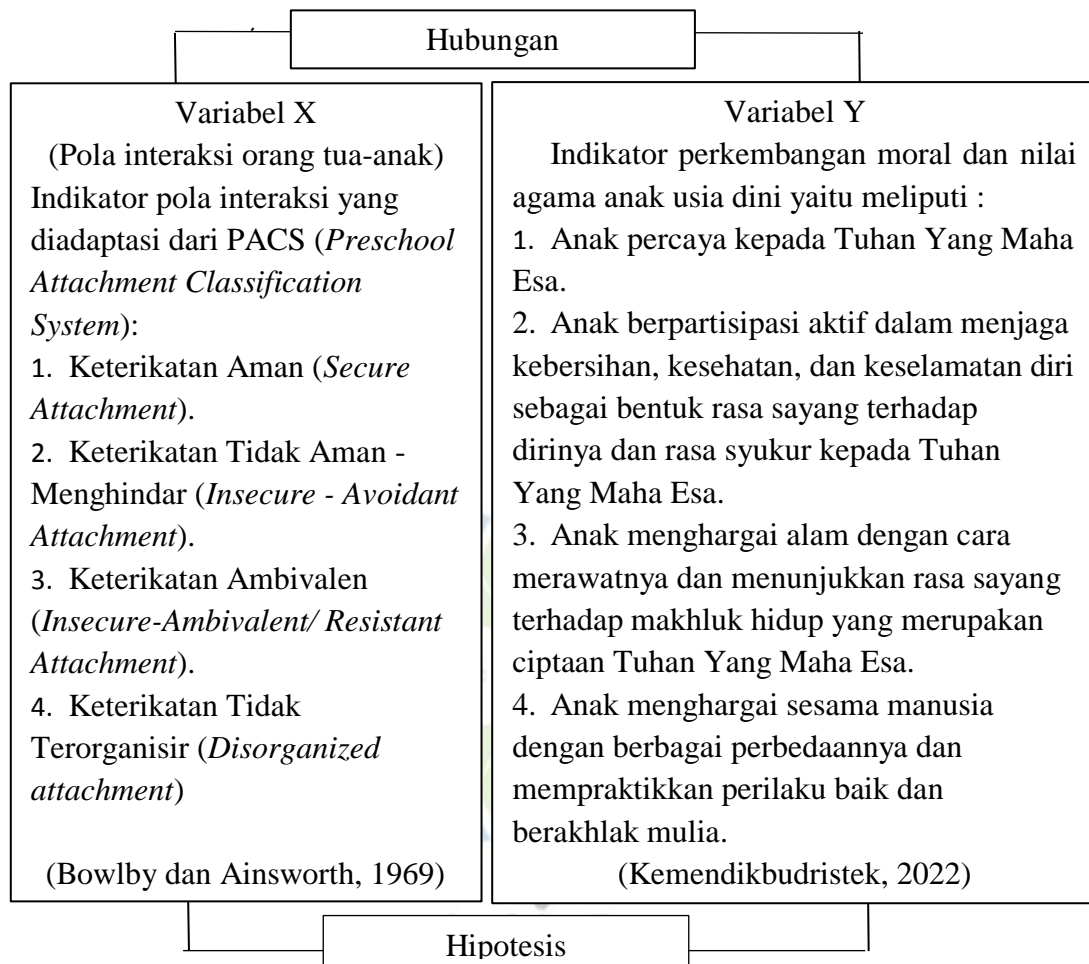 Hubungan
Variabel X
(Pola interaksi orang tua-anak)
Indikator pola interaksi yang
diadaptasi dari PACS (Preschool
Attachment Classification
System):
1. Keterikatan Aman (Secure
Attachment).
2. Keterikatan Tidak Aman -
Menghindar (Insecure - Avoidant
Attachment).
3. Keterikatan Ambivalen
(Insecure-Ambivalent/ Resistant
Attachment).
4. Keterikatan Tidak
Terorganisir (Disorganized
attachment)
(Bowlby dan Ainsworth, 1969)
Variabel Y
Indikator perkembangan moral dan nilai
agama anak usia dini yaitu meliputi :
1. Anak percaya kepada Tuhan Yang Maha
Esa.
2. Anak berpartisipasi aktif dalam menjaga
kebersihan, kesehatan, dan keselamatan diri
sebagai bentuk rasa sayang terhadap
dirinya dan rasa syukur kepada Tuhan
Yang Maha Esa.
3. Anak menghargai alam dengan cara
merawatnya dan menunjukkan rasa sayang
terhadap makhluk hidup yang merupakan
ciptaan Tuhan Yang Maha Esa.
4. Anak menghargai sesama manusia
dengan berbagai perbedaannya dan
mempraktikkan perilaku baik dan
berakhlak mulia.
(Kemendikbudristek, 2022)
Hipotesis